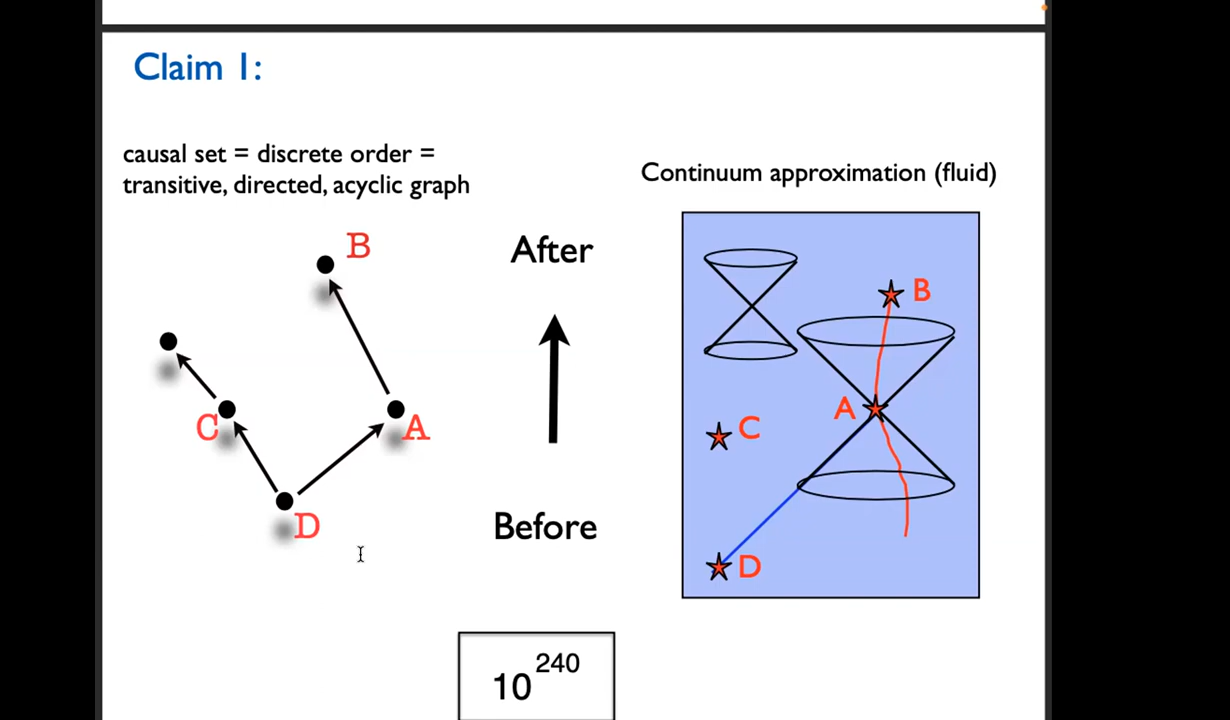 Claim 1:
causal set = discrete order =
transitive, directed, acyclic graph
B
C
A
D
After
Before
Continuum approximation (fluid)
B
A
C
D
10^240